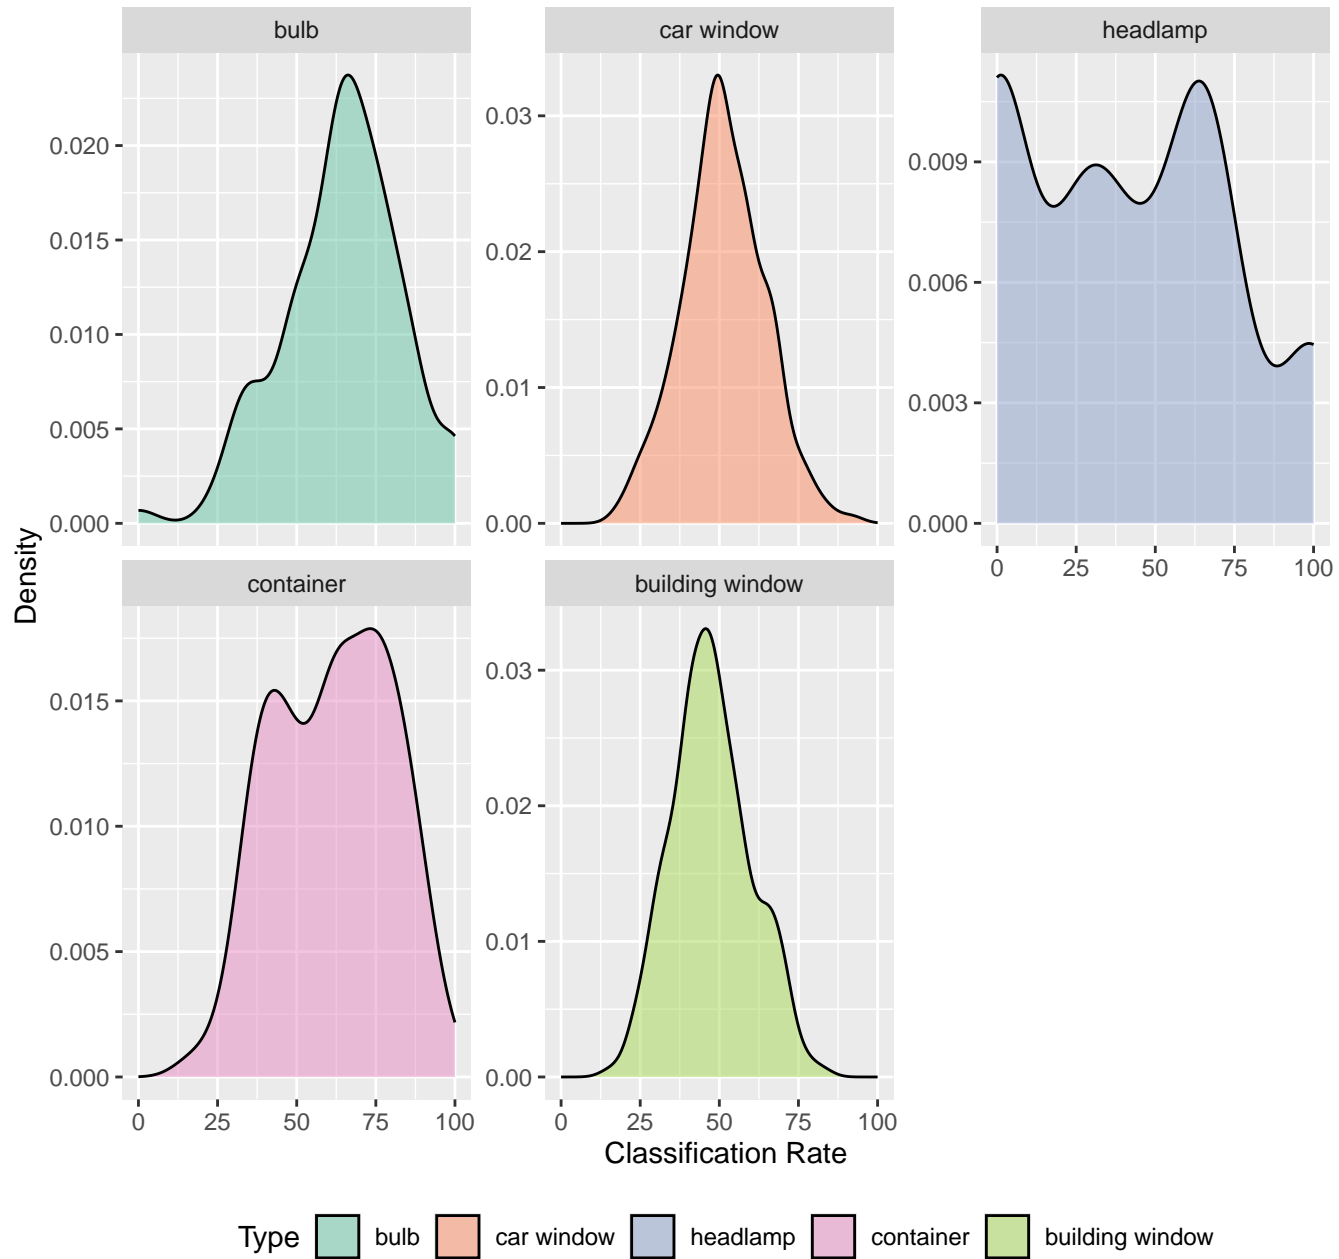 bulb
car window
headlamp
0.020
0.015
0.010
0.005
0.000
0.03
0.02
0.01
0.00
0.009
0.006
0.003
0.000
0 25 50 75 100
container
building window
0.015
0.010
0.005
0.000
0.03
0.02
0.01
0.00
0 25 50 75 100
0 25 50 75 100
Density
Classification Rate
Type bulb car window headlamp container building window